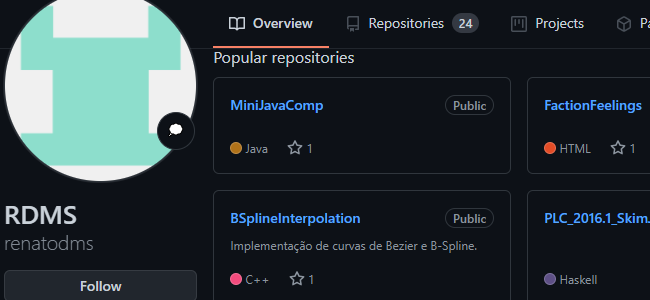 Overview Repositories 24 Projects
Popular repositories
MiniJavaComp Public
Java 1
FactionFeelings
HTML 1
RDMS
renatodms
Follow
BSplineInterpolation Public
Implementação de curvas de Bezier e B-Spline.
C++ 1
PLC_2016.1_Skim.
Haskell